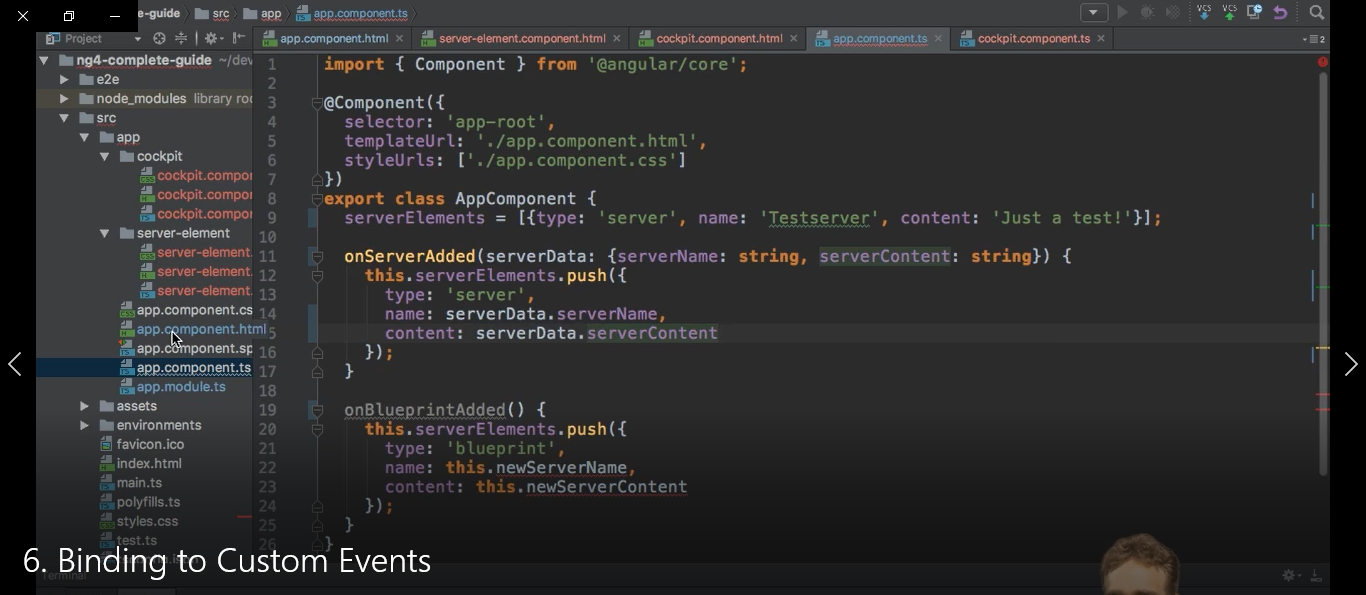 e-guide src app app.component.ts
VCS VCS
Project
app.component.html server-element.component.html cockpit.component.html app.component.ts cockpit.component.ts 2
ng4-complete-guide ~/dev
e2e
node_modules library roo
src
app
cockpit
cockpit.compor
cockpit.compor
cockpit.compor
server-element
server-element.
server-element.
server-element.
app.component.cs
app.component.html
app.component.sp
app.component.ts
app.module.ts
assets
environments
favicon.ico
index.html
main.ts
polyfills.ts
styles.css
test.ts
1 import { Component } from '@angular/core';
2
3 @Component({
4 selector: 'app-root',
5 templateUrl: './app.component.html',
6 styleUrls: ['./app.component.css']
7 })
8 export class AppComponent {
9 serverElements = [{type: 'server', name: 'Testserver', content: 'Just a test!'}];
10
11 onServerAdded(serverData: {serverName: string, serverContent: string}) {
12 this.serverElements.push({
13 type: 'server',
14 name: serverData.serverName,
5 content: serverData.serverContent
16 });
17 }
18
19 onBlueprintAdded() {
20 this.serverElements.push({
21 type: 'blueprint',
22 name: this.newServerName,
23 content: this.newServerContent
24 });
25 }
26 }
6. Binding to Custom Events
Terminal